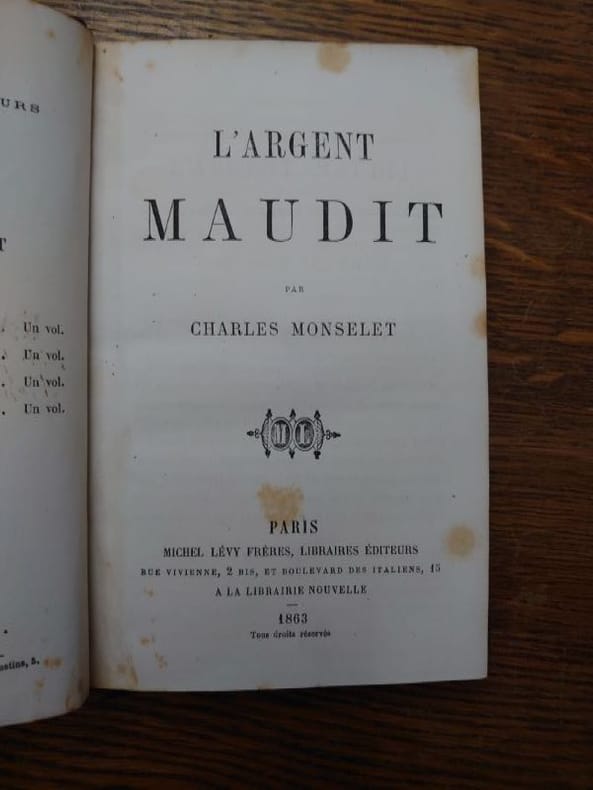 URS
T
. Un vol.
. Un vol.
. Un vol.
. Un vol.
5.
L'ARGENT
MAUDIT
PAR
CHARLES MONSELET
PARIS
MICHEL LÉVY FRÈRES, LIBRAIRES ÉDITEURS
RUE VIVIENNE, 2 BIS, ET BOULEVARD DES ITALIENS, 15
A LA LIBRAIRIE NOUVELLE
1863
Tous droits réservés